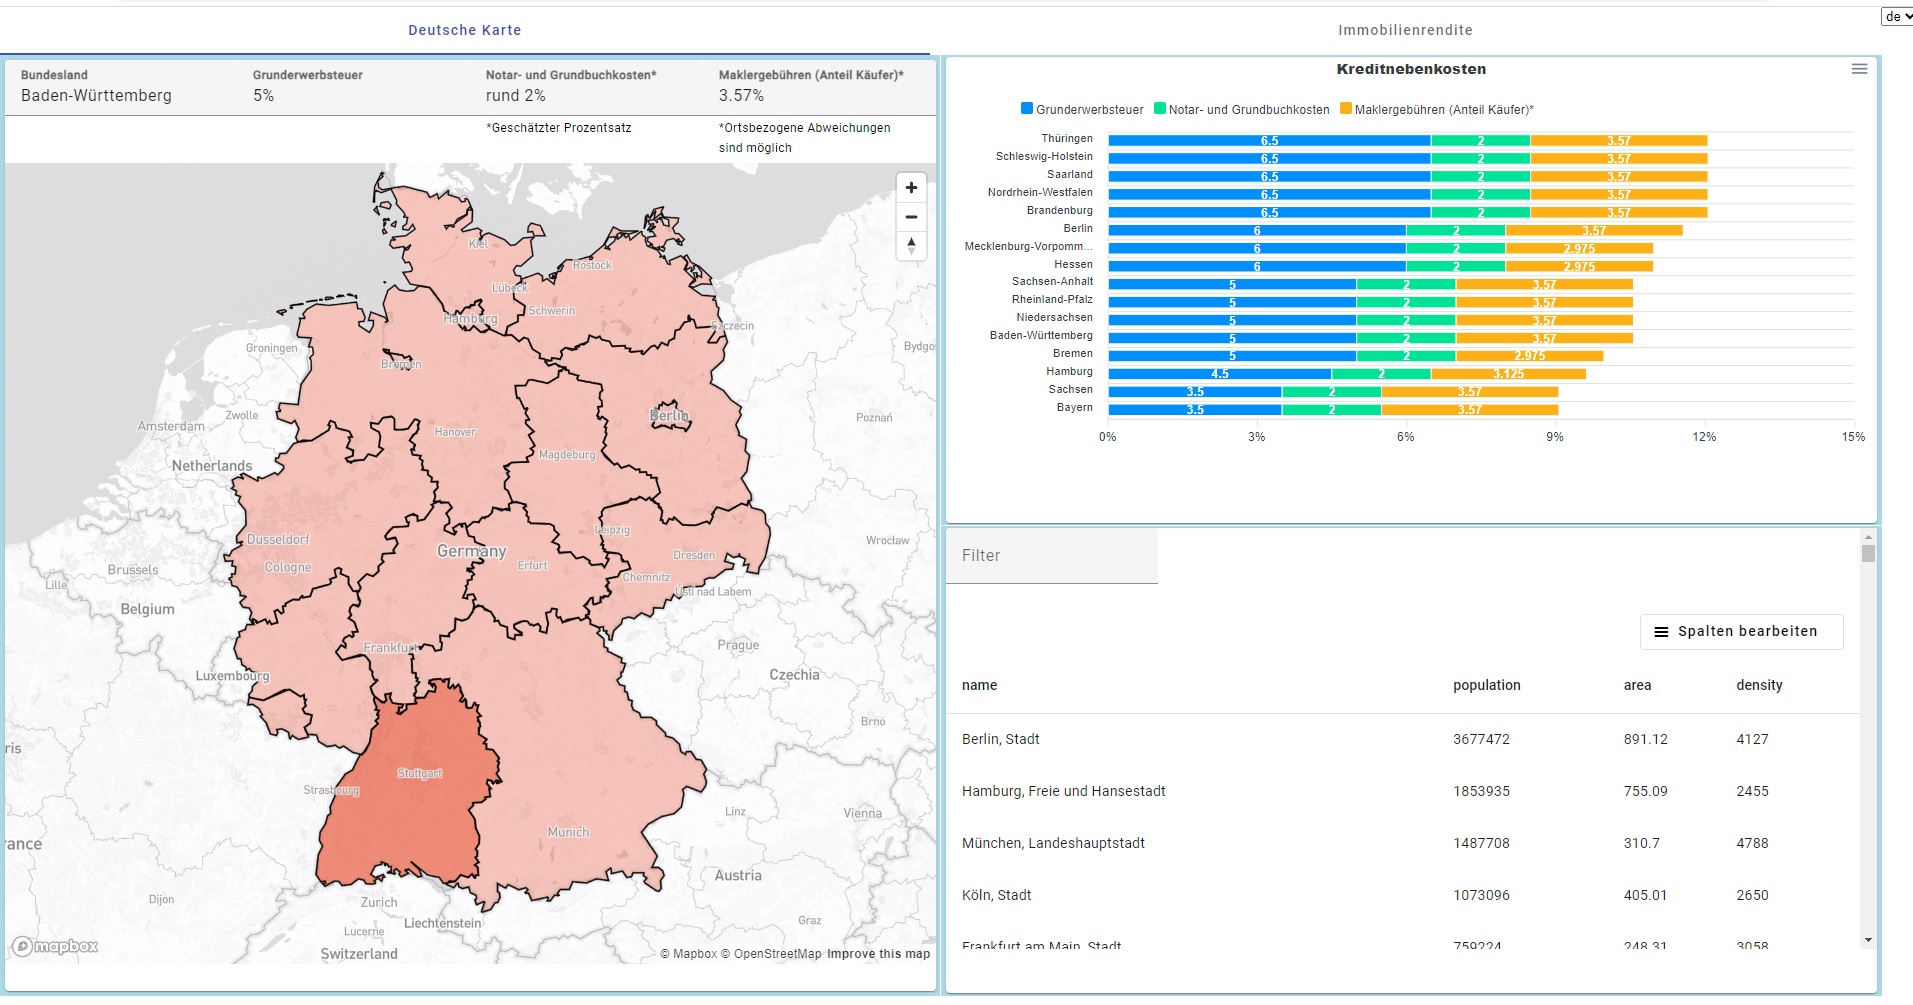 Deutsche Karte
Immobilienrendite
de
Bundesland
Baden-Württemberg
Grunderwerbsteuer
5%
Notar- und Grundbuchkosten*
rund 2%
Maklergebühren (Anteil Käufer)*
3.57%
*Geschätzter Prozentsatz
*Ortsbezogene Abweichungen
sind möglich
Kiel
Rostock
Lübeck
Schwerin
Hamburg
Szczecin
Groningen
Bremen
Bydgo
Zwolle
Berlin
Poznań
Amsterdam
Hanover
Magdeburg
Netherlands
Leipzig
Dusseldorf
Germany
Wrocław
Dresden
Cologne
Erfurt
Brussels
Chemnitz
Lille
Ústí nad Labem
Belgium
Frankfurt
Prague
Luxembourg
Czechia
Brno
ris
Stuttgart
Strasbourg
Linz
Vienna
Munich
rance
Austria
Dijon
Zurich
Liechtenstein
Graz
Lucerne
Switzerland
mapbox
© Mapbox © OpenStreetMap Improve this map
Kreditnebenkosten
Grunderwerbsteuer Notar- und Grundbuchkosten Maklergebühren (Anteil Käufer)*
Thüringen 6.5 2 3.57
Schleswig-Holstein 6.5 2 3.57
Saarland 6.5 2 3.57
Nordrhein-Westfalen 6.5 2 3.57
Brandenburg 6.5 2 3.57
Berlin 6 2 3.57
Mecklenburg-Vorpomm... 6 2 2.975
Hessen 6 2 2.975
Sachsen-Anhalt 5 2 3.57
Rheinland-Pfalz 5 2 3.57
Niedersachsen 5 2 3.57
Baden-Württemberg 5 2 3.57
Bremen 5 2 2.975
Hamburg 4.5 2 3.125
Sachsen 3.5 2 3.57
Bayern 3.5 2 3.57
0% 3% 6% 9% 12% 15%
Filter
Spalten bearbeiten
name population area density
Berlin, Stadt 3677472 891.12 4127
Hamburg, Freie und Hansestadt 1853935 755.09 2455
München, Landeshauptstadt 1487708 310.7 4788
Köln, Stadt 1073096 405.01 2650
Frankfurt am Main, Stadt 759224 248.31 3058